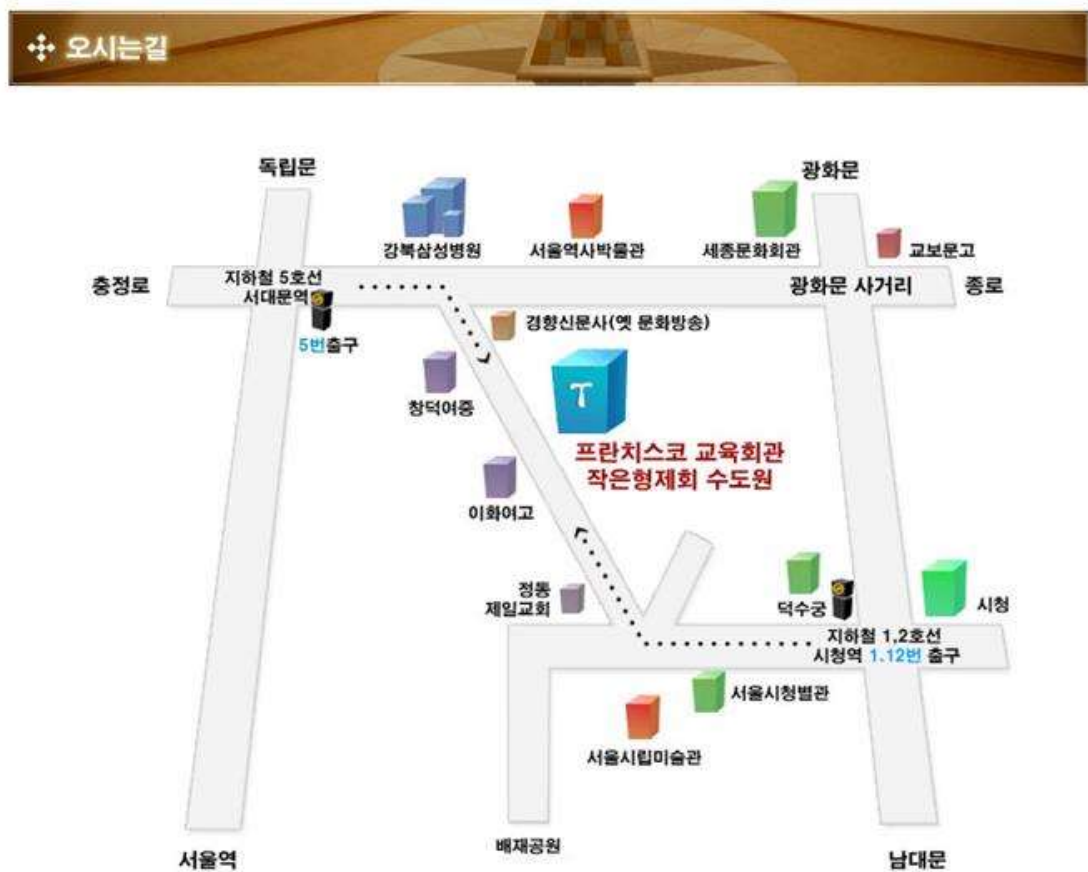 오시는길
독립문
광화문
강북삼성병원
서울역사박물관
세종문화회관
교보문고
충정로
지하철 5호선
서대문역
광화문 사거리
종로
5번출구
경향신문사(옛 문화방송)
창덕여중
T
프란치스코 교육회관
작은형제회 수도원
이화여고
정동
제일교회
덕수궁
시청
지하철 1,2호선
시청역 1.12번 출구
서울시청별관
서울시립미술관
배재공원
서울역
남대문